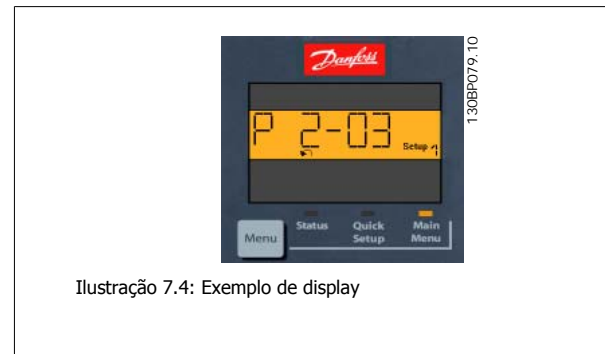 Danfoss
130BP079.10
P 2-03
Setup 1
Status Quick Setup Main Menu
Menu
Ilustração 7.4: Exemplo de display